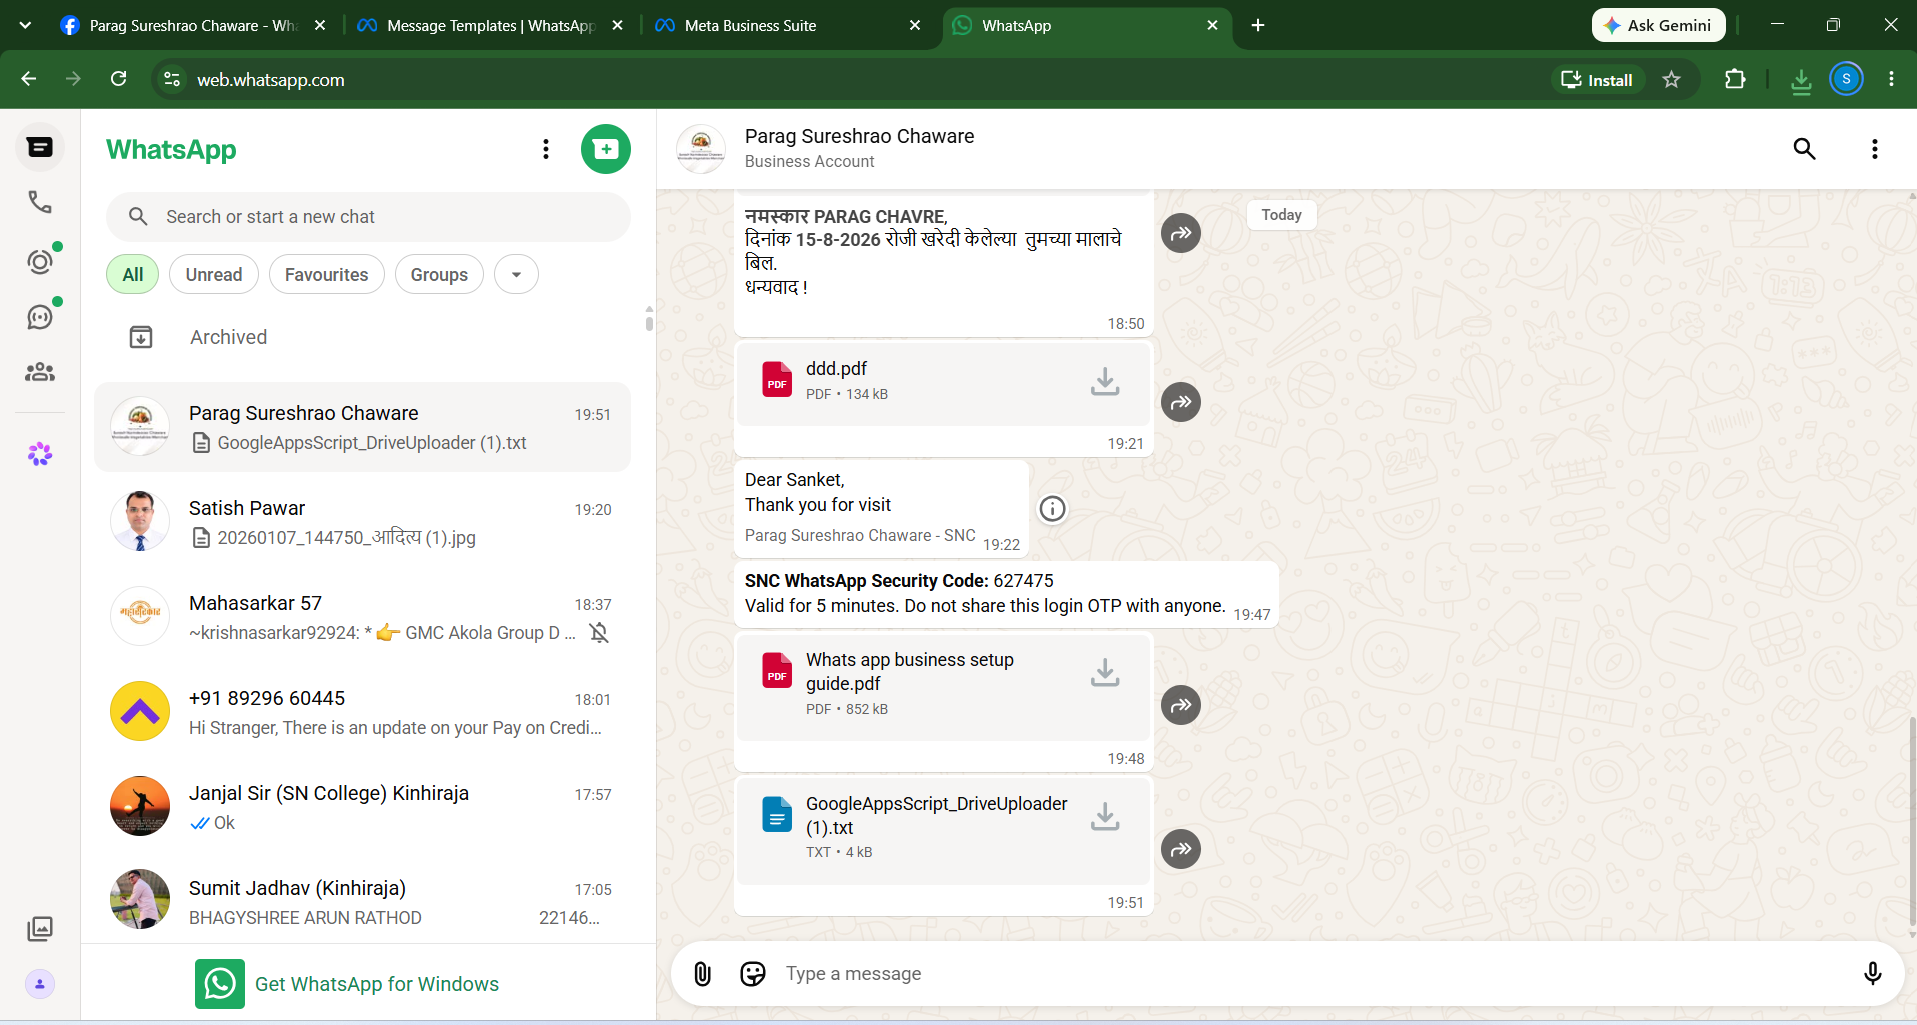 Parag Sureshrao Chaware - Wha
Message Templates | WhatsApp
Meta Business Suite
WhatsApp
Ask Gemini
web.whatsapp.com
Install
S
WhatsApp
Search or start a new chat
All
Unread
Favourites
Groups
Archived
Parag Sureshrao Chaware
19:51
GoogleAppsScript_DriveUploader (1).txt
Satish Pawar
19:20
20260107_144750_आदित्य (1).jpg
Mahasarkar 57
18:37
~krishnasarkar92924: * 👉 GMC Akola Group D ...
+91 89296 60445
18:01
Hi Stranger, There is an update on your Pay on Credi...
Janjal Sir (SN College) Kinhiraja
17:57
Ok
Sumit Jadhav (Kinhiraja)
17:05
BHAGYSHREE ARUN RATHOD 22146...
Get WhatsApp for Windows
Parag Sureshrao Chaware
Business Account
Today
नमस्कार PARAG CHAVRE,
दिनांक 15-8-2026 रोजी खरेदी केलेल्या तुमच्या मालाचे
बिल.
धन्यवाद !
18:50
PDF
ddd.pdf
PDF • 134 kB
19:21
Dear Sanket,
Thank you for visit
Parag Sureshrao Chaware - SNC
19:22
SNC WhatsApp Security Code: 627475
Valid for 5 minutes. Do not share this login OTP with anyone.
19:47
PDF
Whats app business setup
guide.pdf
PDF • 852 kB
19:48
GoogleAppsScript_DriveUploader
(1).txt
TXT • 4 kB
19:51
Type a message